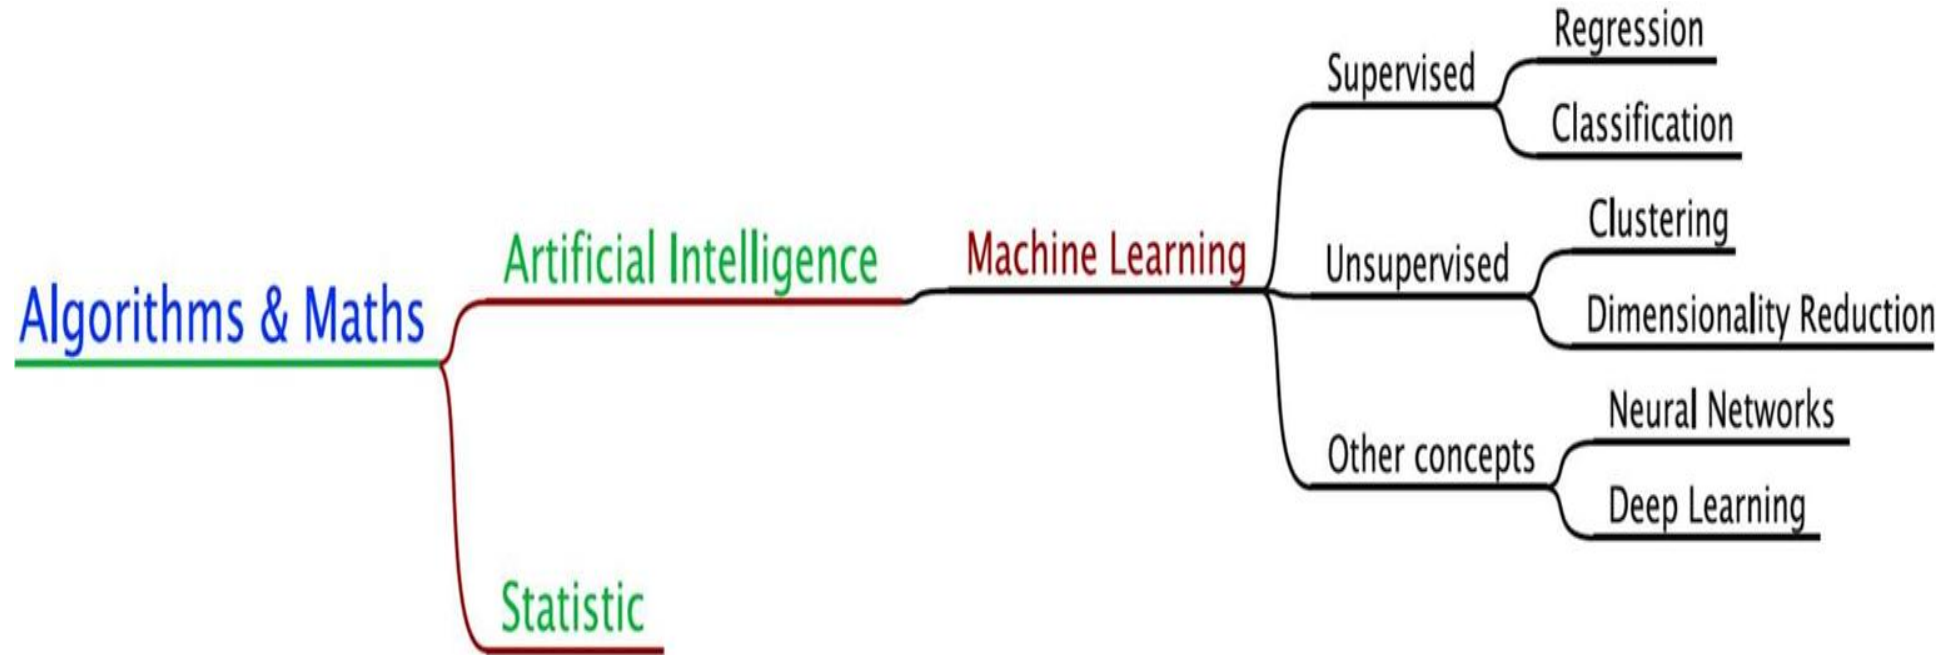 Algorithms & Maths
Artificial Intelligence
Machine Learning
Supervised
Regression
Classification
Unsupervised
Clustering
Dimensionality Reduction
Other concepts
Neural Networks
Deep Learning
Statistic